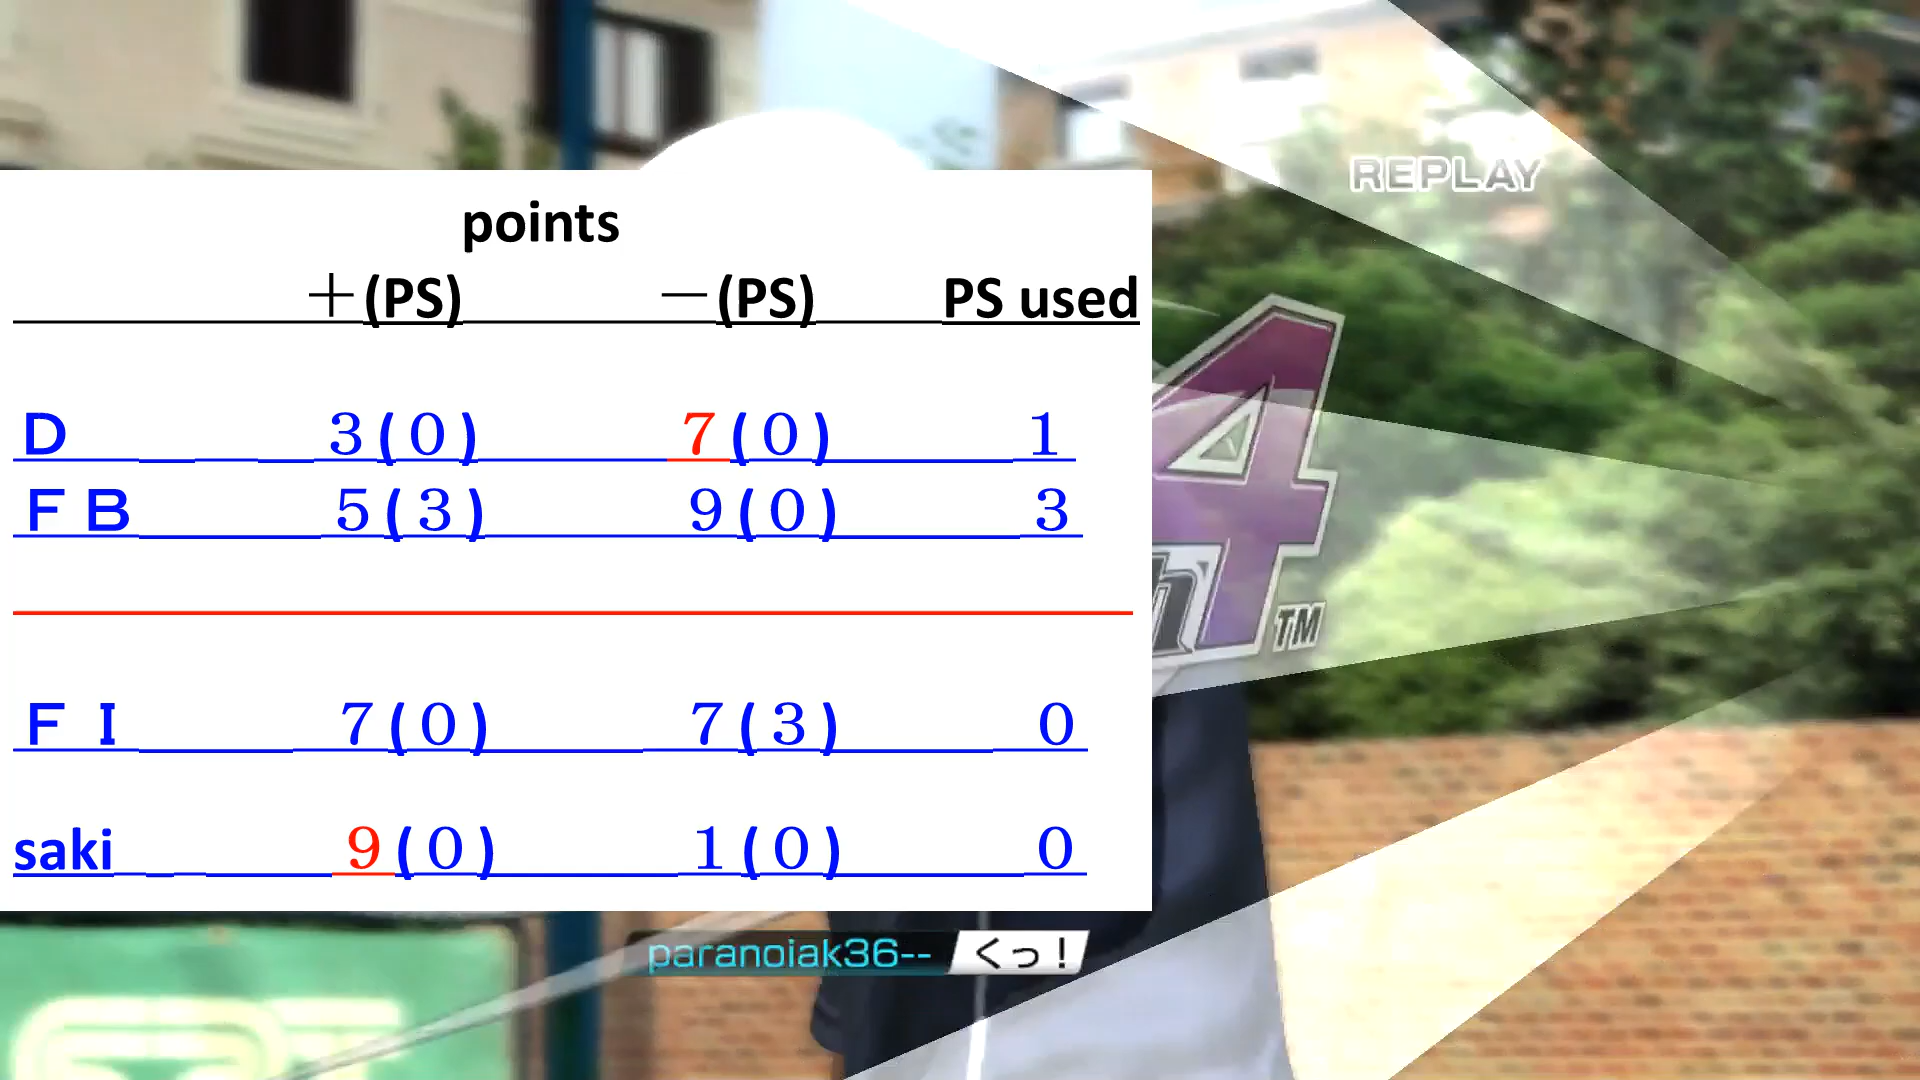 REPLAY
points
＋(PS) －(PS) PS used
D 3(0) 7(0) 1
FB 5(3) 9(0) 3
4
TM
FI 7(0) 7(3) 0
saki 9(0) 1(0) 0
paranoiak36-- くっ!